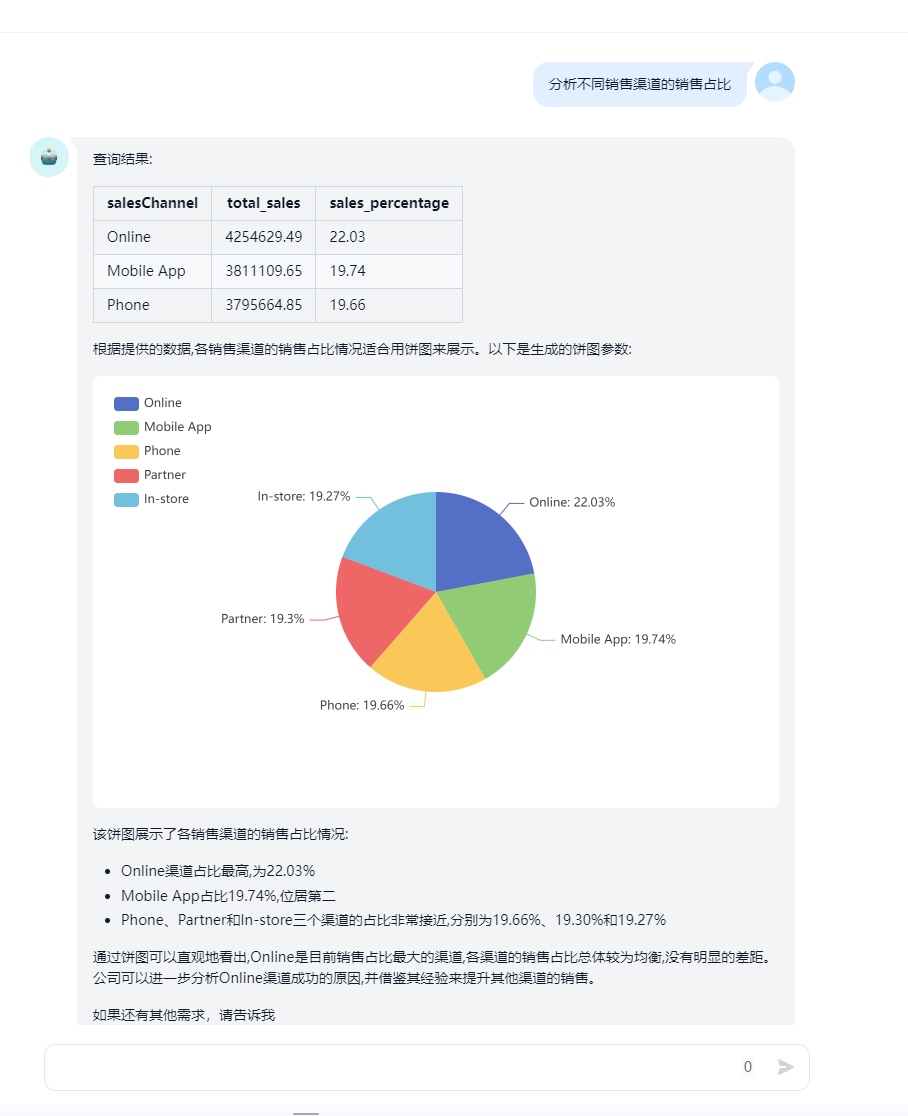 分析不同销售渠道的销售占比
查询结果:
salesChannel total_sales sales_percentage
Online 4254629.49 22.03
Mobile App 3811109.65 19.74
Phone 3795664.85 19.66
根据提供的数据,各销售渠道的销售占比情况适合用饼图来展示。以下是生成的饼图参数:
Online
Mobile App
Phone
Partner
In-store
In-store: 19.27%
Online: 22.03%
Partner: 19.3%
Mobile App: 19.74%
Phone: 19.66%
该饼图展示了各销售渠道的销售占比情况:
• Online渠道占比最高,为22.03%
• Mobile App占比19.74%,位居第二
• Phone、Partner和In-store三个渠道的占比非常接近,分别为19.66%、19.30%和19.27%
通过饼图可以直观地看出,Online是目前销售占比最大的渠道,各渠道的销售占比总体较为均衡,没有明显的差距。
公司可以进一步分析Online渠道成功的原因,并借鉴其经验来提升其他渠道的销售。
如果还有其他需求，请告诉我
0